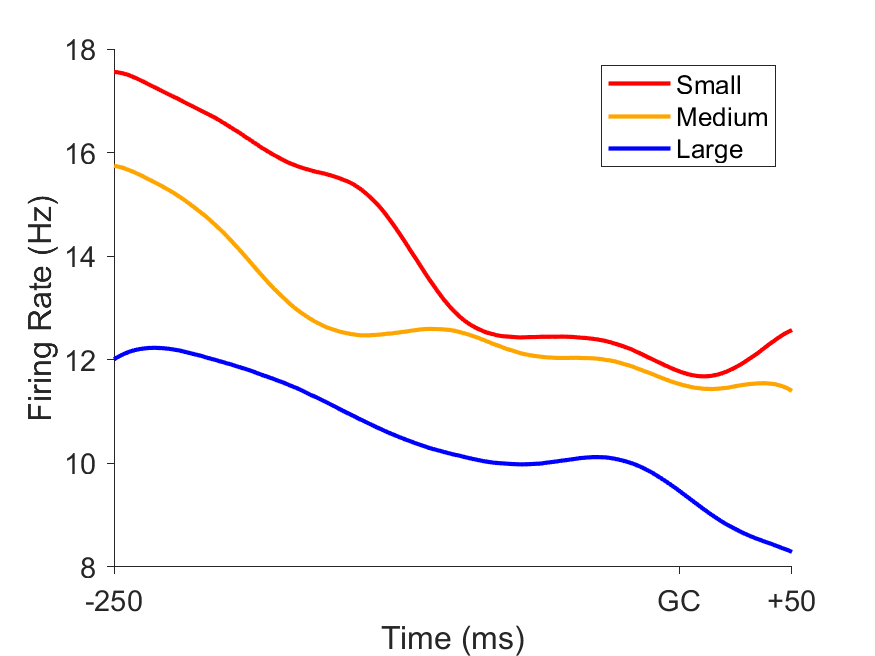 18
16
14
12
10
8
Firing Rate (Hz)
Small
Medium
Large
-250
GC
+50
Time (ms)